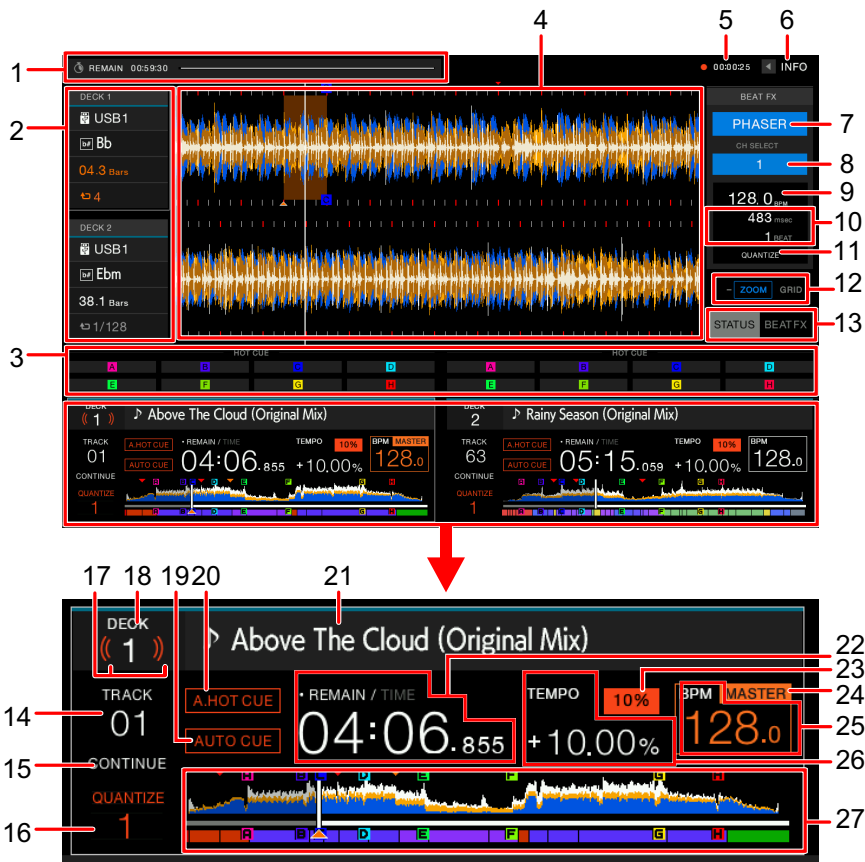 4 5 6
1 REMAIN 00:59:30 00:00:25 INFO
2 DECK 1
USB1
b# Bb
04.3 Bars
4
DECK 2
USB1
b# Ebm
38.1 Bars
1/128
BEAT FX
PHASER 7
CH SELECT
1 8
128.0 BPM 9
483 msec 10
1 BEAT
QUANTIZE 11
- ZOOM GRID 12
STATUS BEAT FX 13
3 HOT CUE HOT CUE
A B C D A B C D
E F G H E F G H
DECK
1 Above The Cloud (Original Mix)
TRACK
01
CONTINUE
QUANTIZE
1
A.HOT CUE
AUTO CUE
REMAIN / TIME
04:06.855
TEMPO 10%
+10.00%
BPM MASTER
128.0
A B C D E F G H
A B C E F G H
DECK
2 Rainy Season (Original Mix)
TRACK
63
CONTINUE
QUANTIZE
1
A.HOT CUE
AUTO CUE
REMAIN / TIME
05:15.059
TEMPO 10%
+10.00%
BPM
128.0
A B C D E F G H
A B C D E F G H
17 18 19 20 21
DECK
1 Above The Cloud (Original Mix)
22
23
24
25
26
27
14 TRACK
01
15 CONTINUE
QUANTIZE
16 1
A.HOT CUE
AUTO CUE
REMAIN / TIME
04:06.855
TEMPO 10%
+10.00%
BPM MASTER
128.0
A B C D E F G H
A B C D E F G H